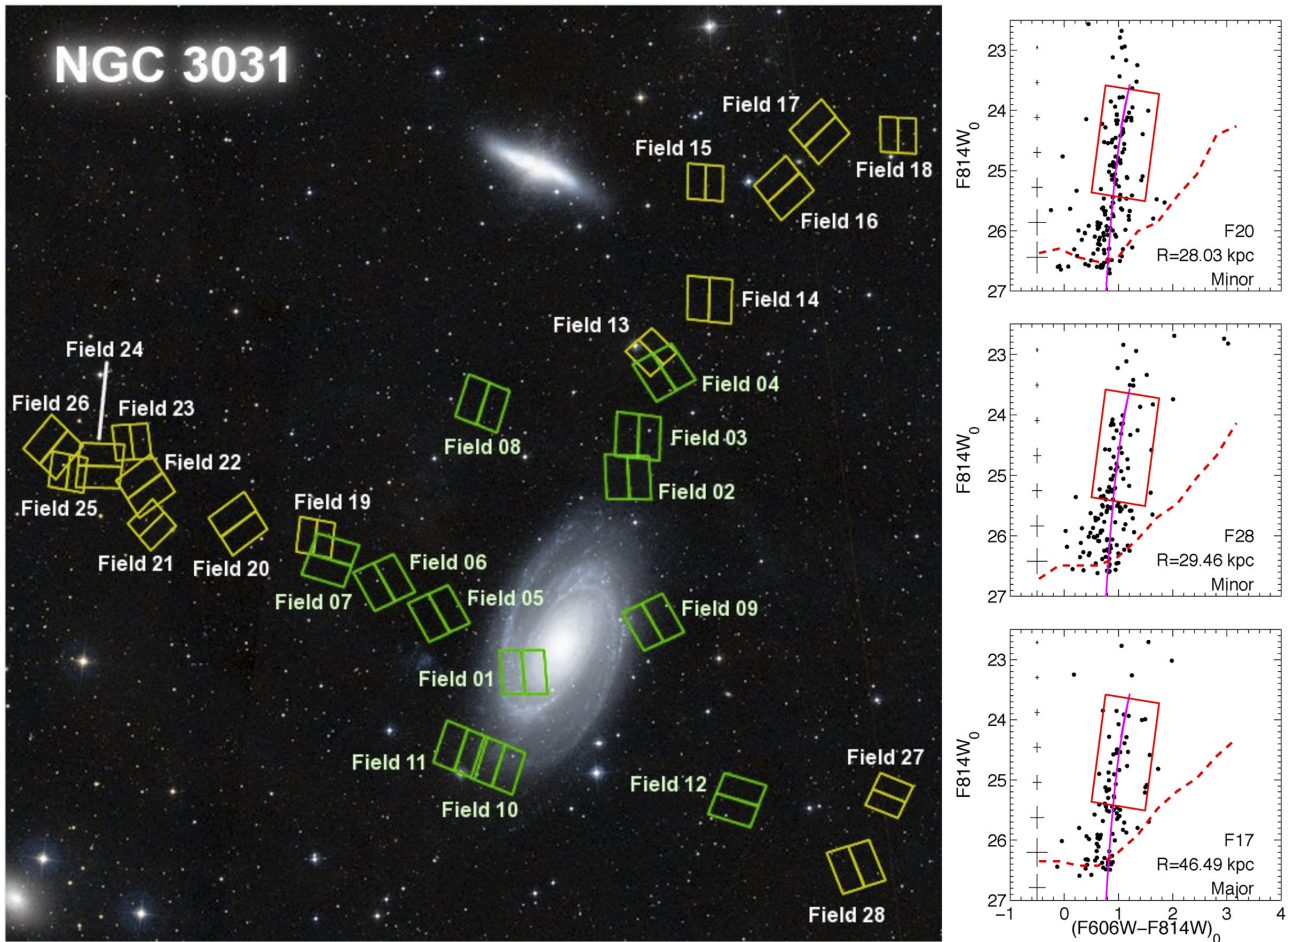 NGC 3031
Field 17
Field 15
Field 18
Field 16
Field 14
Field 13
Field 24
Field 04
Field 26
Field 23
Field 08
Field 03
Field 22
Field 02
Field 25
Field 19
Field 21
Field 20
Field 06
Field 07
Field 05
Field 09
Field 01
Field 11
Field 27
Field 12
Field 10
Field 28
23
24
25
26
27
F814W0
F20
R=28.03 kpc
Minor
23
24
25
26
27
F814W0
F28
R=29.46 kpc
Minor
23
24
25
26
27
F814W0
F17
R=46.49 kpc
Major
−1 0 1 2 3 4
(F606W−F814W)0